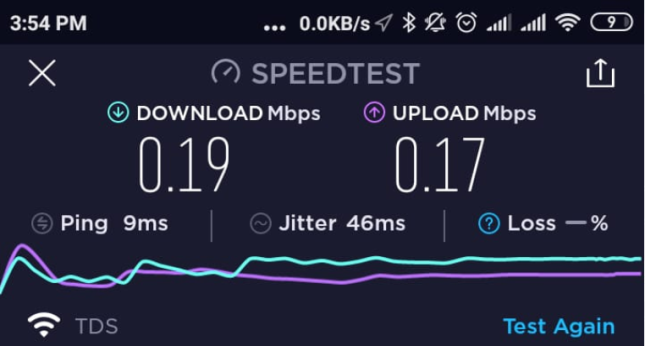 3:54 PM ... 0.0KB/s 9
SPEEDTEST
DOWNLOAD Mbps UPLOAD Mbps
0.19 0.17
Ping 9ms Jitter 46ms ? Loss —%
TDS Test Again